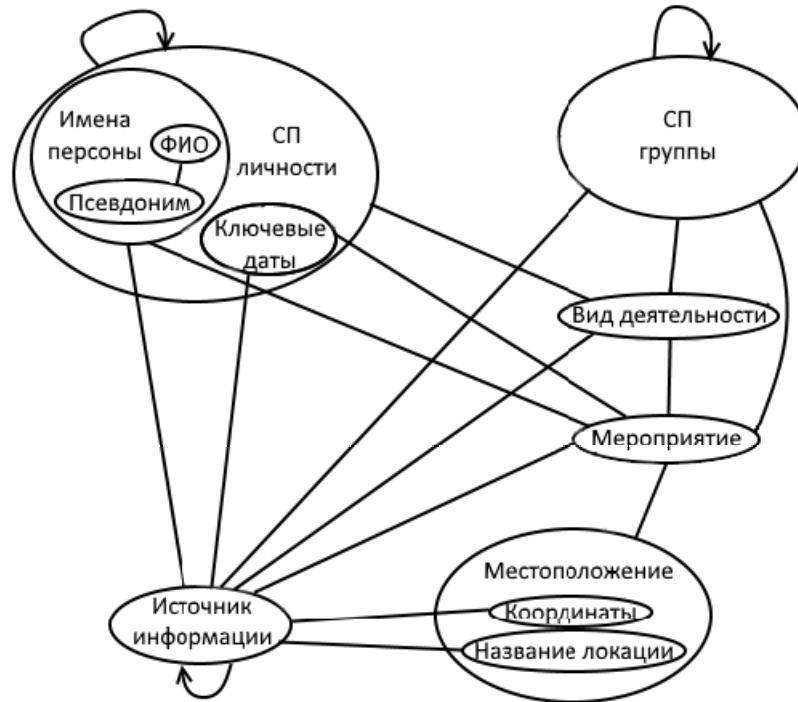 Имена
персоны
ФИО
Псевдоним
СП
личности
Ключевые
даты
СП
группы
Вид деятельности
Мероприятие
Местоположение
Координаты
Название локации
Источник
информации